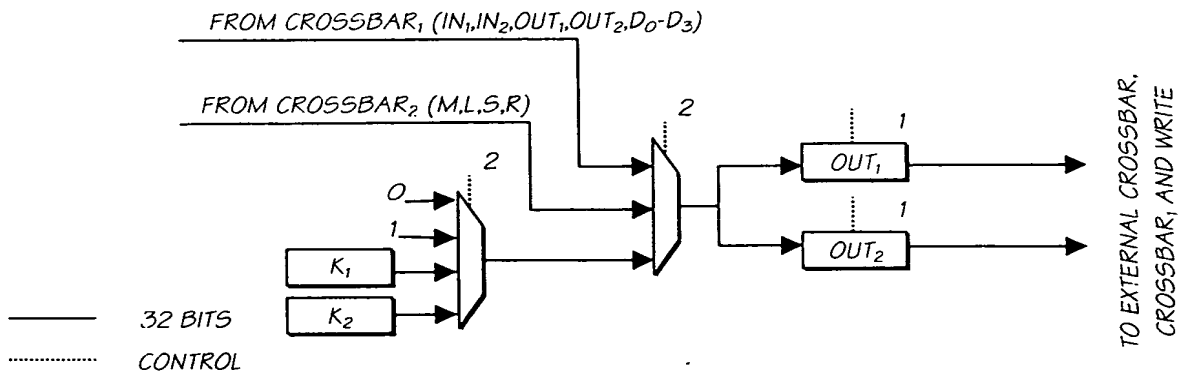 FROM CROSSBAR₁ (IN₁,IN₂,OUT₁,OUT₂,D₀-D₃)
FROM CROSSBAR₂ (M,L,S,R)
2
2
1
OUT₁
1
OUT₂
0
1
K₁
K₂
32 BITS
CONTROL
TO EXTERNAL CROSSBAR,
CROSSBAR₁ AND WRITE